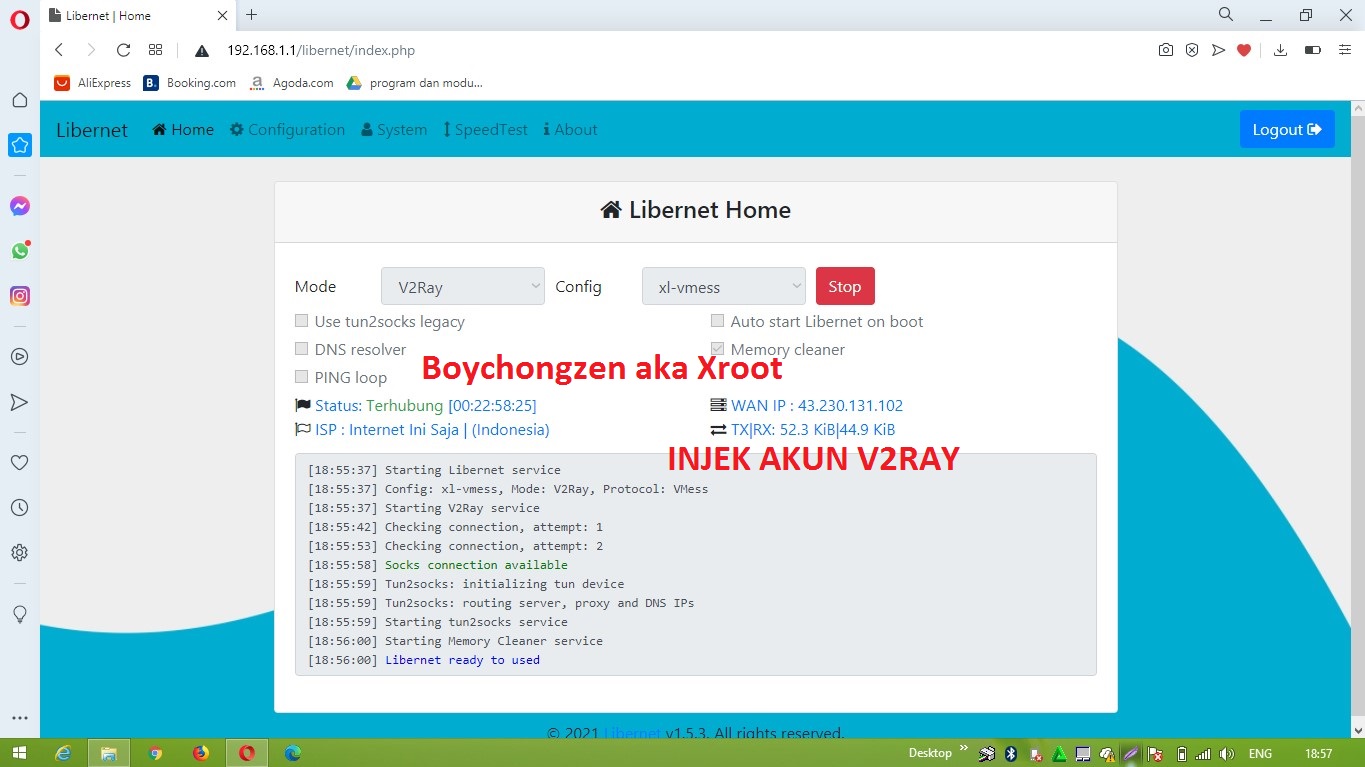 Libernet | Home
192.168.1.1/libernet/index.php
AliExpress B. Booking.com a Agoda.com program dan modu...
Libernet Home Configuration System SpeedTest About Logout
Libernet Home
Mode V2Ray Config xl-vmess Stop
Use tun2socks legacy Auto start Libernet on boot
DNS resolver Memory cleaner
Boychongzen aka Xroot
PING loop
Status: Terhubung [00:22:58:25] WAN IP : 43.230.131.102
ISP : Internet Ini Saja | (Indonesia) TX|RX: 52.3 KiB|44.9 KiB
INJEK AKUN V2RAY
[18:55:37] Starting Libernet service
[18:55:37] Config: xl-vmess, Mode: V2Ray, Protocol: VMess
[18:55:37] Starting V2Ray service
[18:55:42] Checking connection, attempt: 1
[18:55:53] Checking connection, attempt: 2
[18:55:58] Socks connection available
[18:55:59] Tun2socks: initializing tun device
[18:55:59] Tun2socks: routing server, proxy and DNS IPs
[18:55:59] Starting tun2socks service
[18:56:00] Starting Memory Cleaner service
[18:56:00] Libernet ready to used
© 2021 Libernet v1.5.3. All rights reserved.
Desktop » ENG 18:57